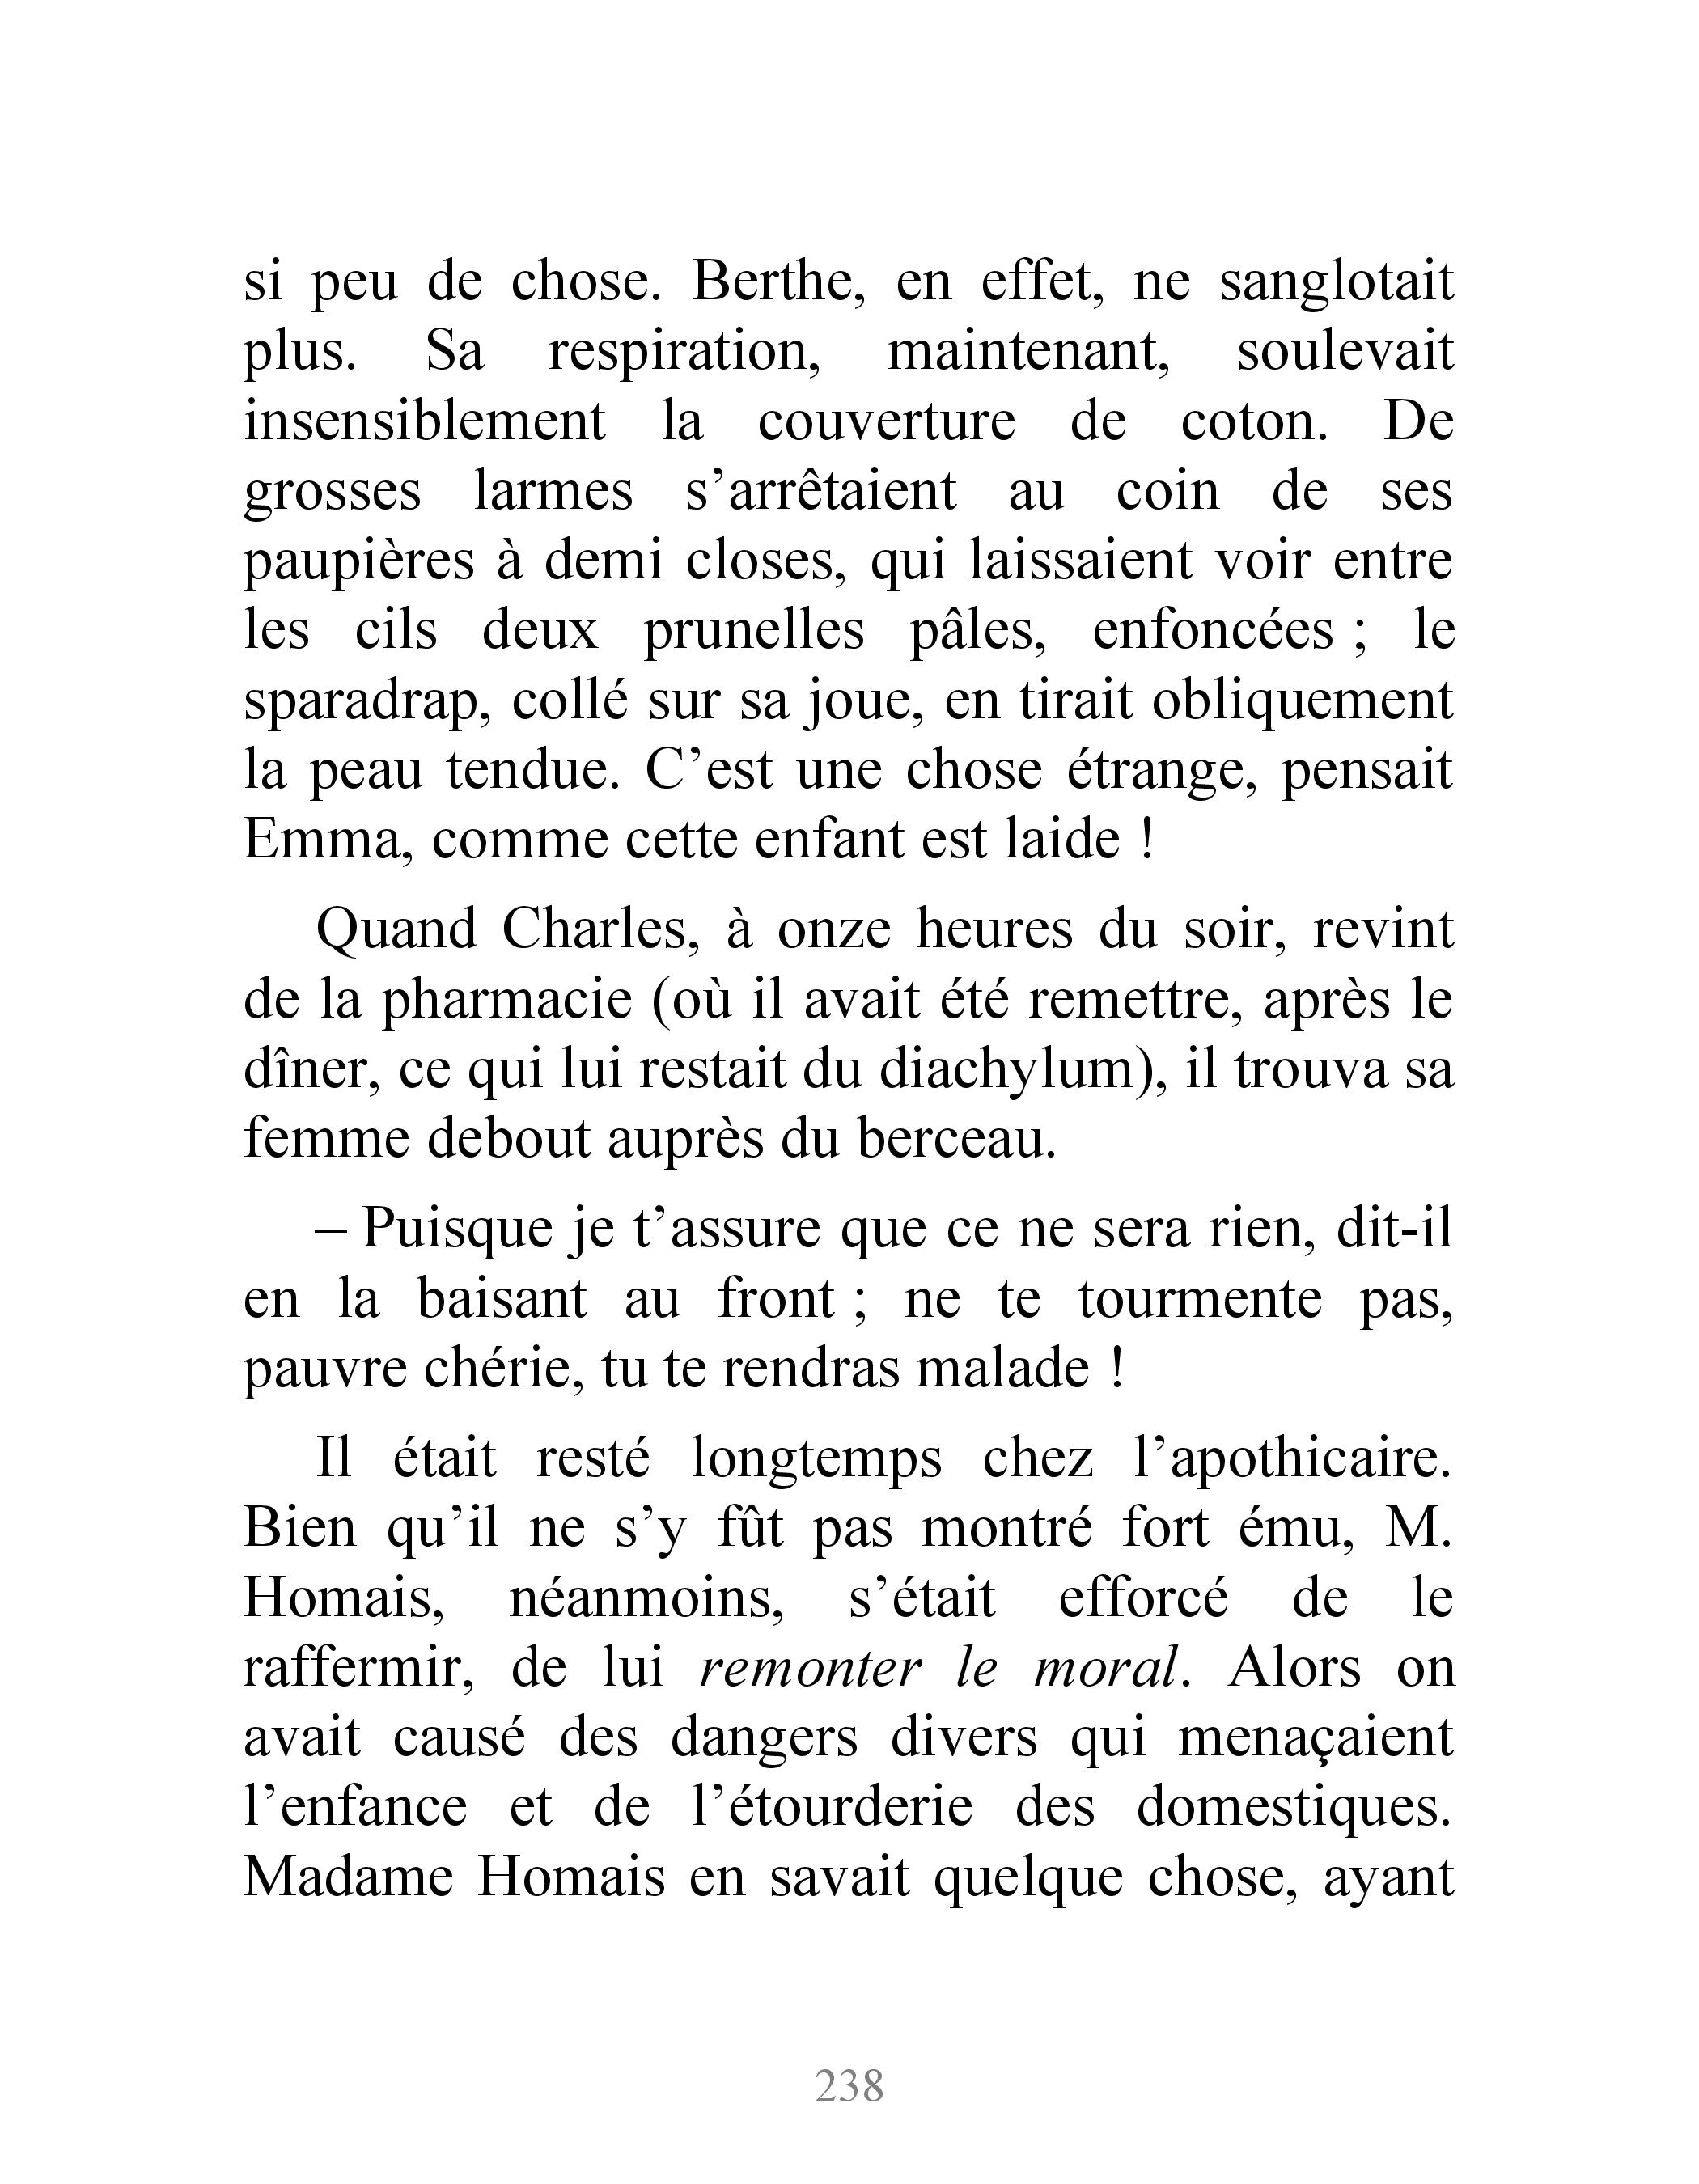 si peu de chose. Berthe, en effet, ne sanglotait
plus. Sa respiration, maintenant, soulevait
insensiblement la couverture de coton. De
grosses larmes s’arrêtaient au coin de ses
paupières à demi closes, qui laissaient voir entre
les cils deux prunelles pâles, enfoncées ; le
sparadrap, collé sur sa joue, en tirait obliquement
la peau tendue. C’est une chose étrange, pensait
Emma, comme cette enfant est laide !
Quand Charles, à onze heures du soir, revint
de la pharmacie (où il avait été remettre, après le
dîner, ce qui lui restait du diachylum), il trouva sa
femme debout auprès du berceau.
– Puisque je t’assure que ce ne sera rien, dit-il
en la baisant au front ; ne te tourmente pas,
pauvre chérie, tu te rendras malade !
Il était resté longtemps chez l’apothicaire.
Bien qu’il ne s’y fût pas montré fort ému, M.
Homais, néanmoins, s’était efforcé de le
raffermir, de lui remonter le moral. Alors on
avait causé des dangers divers qui menaçaient
l’enfance et de l’étourderie des domestiques.
Madame Homais en savait quelque chose, ayant
238